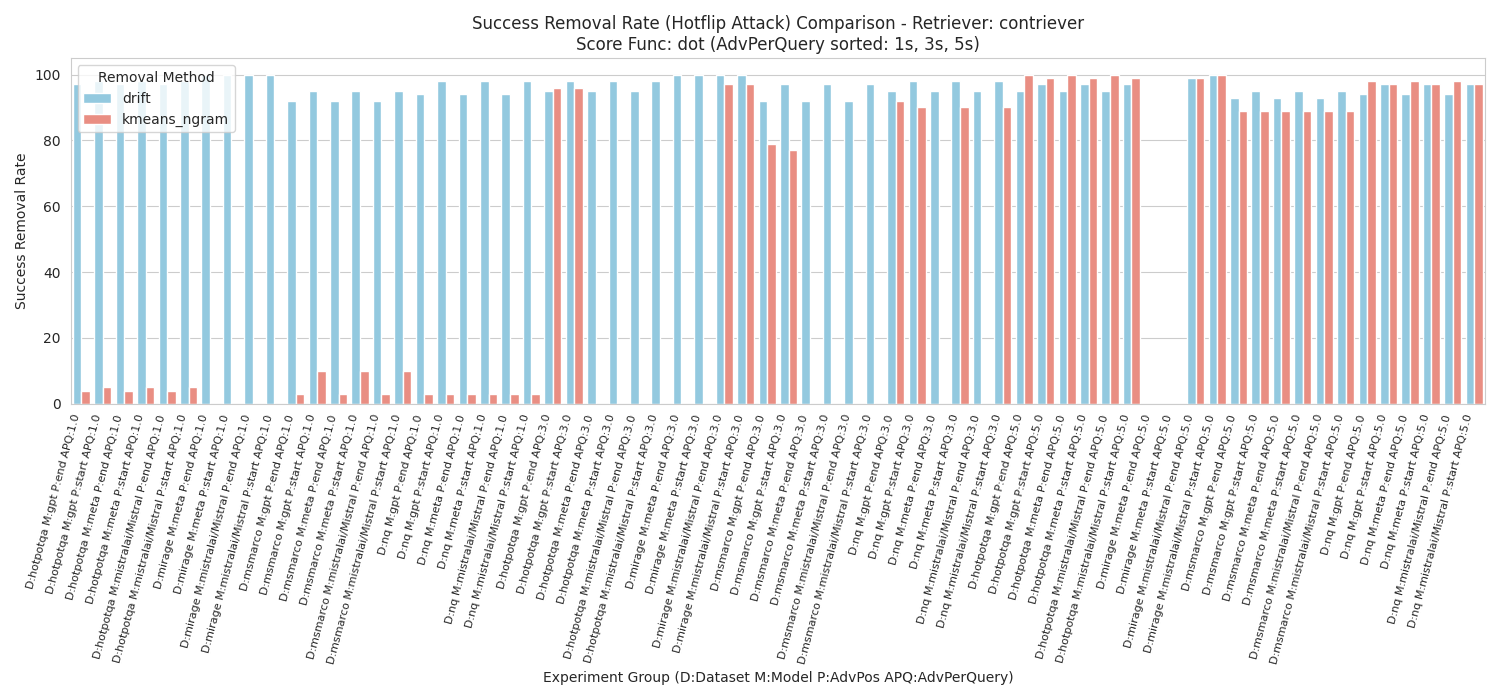 Success Removal Rate (Hotflip Attack) Comparison - Retriever: contriever
Score Func: dot (AdvPerQuery sorted: 1s, 3s, 5s)
Removal Method
drift
kmeans_ngram
Success Removal Rate
100
80
60
40
20
0
D:hotpotqa M:gpt P:end APQ:1.0
D:hotpotqa M:gpt P:start APQ:1.0
D:hotpotqa M:meta P:end APQ:1.0
D:hotpotqa M:meta P:start APQ:1.0
D:hotpotqa M:mistralai/Mistral P:end APQ:1.0
D:hotpotqa M:mistralai/Mistral P:start APQ:1.0
D:mirage M:meta P:end APQ:1.0
D:mirage M:meta P:start APQ:1.0
D:mirage M:mistralai/Mistral P:end APQ:1.0
D:mirage M:mistralai/Mistral P:start APQ:1.0
D:msmarco M:gpt P:end APQ:1.0
D:msmarco M:gpt P:start APQ:1.0
D:msmarco M:meta P:end APQ:1.0
D:msmarco M:meta P:start APQ:1.0
D:msmarco M:mistralai/Mistral P:end APQ:1.0
D:msmarco M:mistralai/Mistral P:start APQ:1.0
D:nq M:gpt P:end APQ:1.0
D:nq M:gpt P:start APQ:1.0
D:nq M:meta P:end APQ:1.0
D:nq M:meta P:start APQ:1.0
D:nq M:mistralai/Mistral P:end APQ:1.0
D:nq M:mistralai/Mistral P:start APQ:1.0
D:hotpotqa M:gpt P:end APQ:3.0
D:hotpotqa M:gpt P:start APQ:3.0
D:hotpotqa M:meta P:end APQ:3.0
D:hotpotqa M:meta P:start APQ:3.0
D:hotpotqa M:mistralai/Mistral P:end APQ:3.0
D:hotpotqa M:mistralai/Mistral P:start APQ:3.0
D:mirage M:meta P:end APQ:3.0
D:mirage M:meta P:start APQ:3.0
D:mirage M:mistralai/Mistral P:end APQ:3.0
D:mirage M:mistralai/Mistral P:start APQ:3.0
D:msmarco M:gpt P:end APQ:3.0
D:msmarco M:gpt P:start APQ:3.0
D:msmarco M:meta P:end APQ:3.0
D:msmarco M:meta P:start APQ:3.0
D:msmarco M:mistralai/Mistral P:end APQ:3.0
D:msmarco M:mistralai/Mistral P:start APQ:3.0
D:nq M:gpt P:end APQ:3.0
D:nq M:gpt P:start APQ:3.0
D:nq M:meta P:end APQ:3.0
D:nq M:meta P:start APQ:3.0
D:nq M:mistralai/Mistral P:end APQ:3.0
D:nq M:mistralai/Mistral P:start APQ:3.0
D:hotpotqa M:gpt P:end APQ:5.0
D:hotpotqa M:gpt P:start APQ:5.0
D:hotpotqa M:meta P:end APQ:5.0
D:hotpotqa M:meta P:start APQ:5.0
D:hotpotqa M:mistralai/Mistral P:end APQ:5.0
D:hotpotqa M:mistralai/Mistral P:start APQ:5.0
D:mirage M:meta P:end APQ:5.0
D:mirage M:meta P:start APQ:5.0
D:mirage M:mistralai/Mistral P:end APQ:5.0
D:mirage M:mistralai/Mistral P:start APQ:5.0
D:msmarco M:gpt P:end APQ:5.0
D:msmarco M:gpt P:start APQ:5.0
D:msmarco M:meta P:end APQ:5.0
D:msmarco M:meta P:start APQ:5.0
D:msmarco M:mistralai/Mistral P:end APQ:5.0
D:msmarco M:mistralai/Mistral P:start APQ:5.0
D:nq M:gpt P:end APQ:5.0
D:nq M:gpt P:start APQ:5.0
D:nq M:meta P:end APQ:5.0
D:nq M:meta P:start APQ:5.0
D:nq M:mistralai/Mistral P:end APQ:5.0
D:nq M:mistralai/Mistral P:start APQ:5.0
Experiment Group (D:Dataset M:Model P:AdvPos APQ:AdvPerQuery)